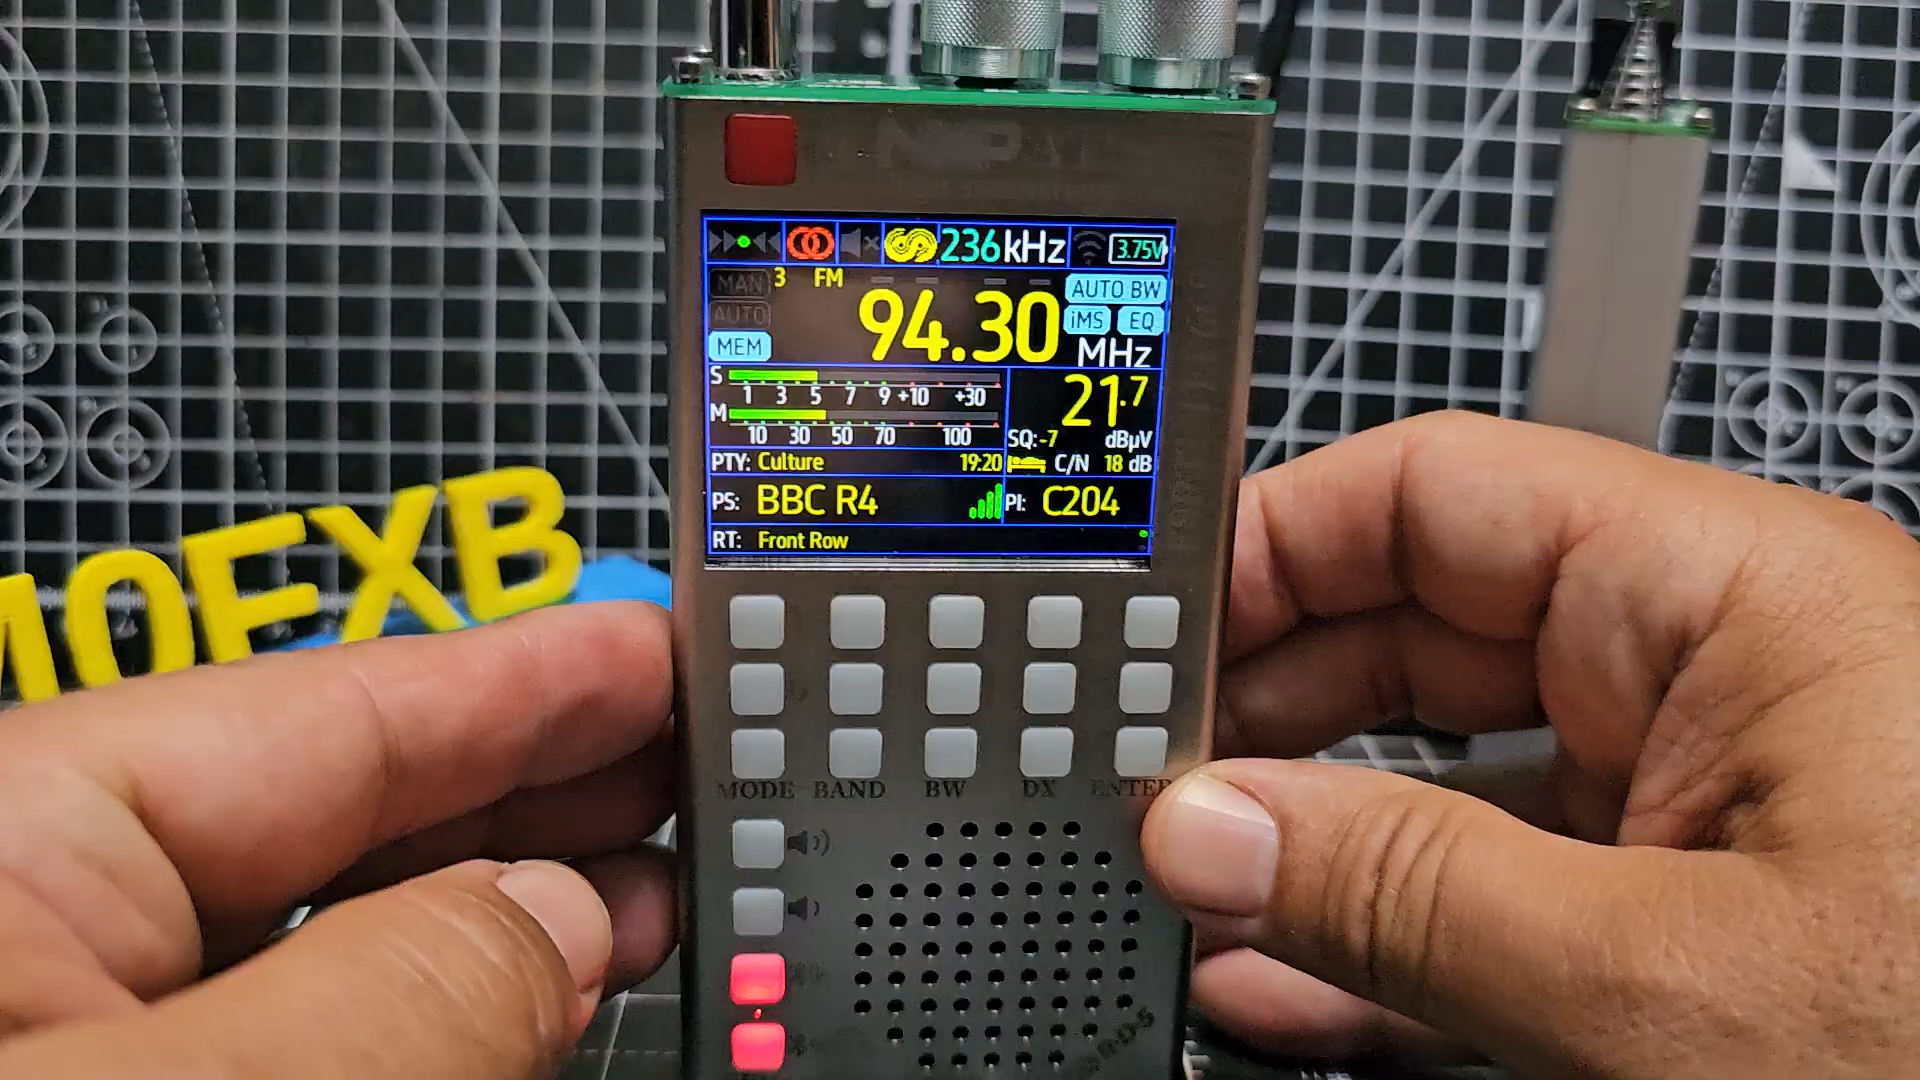 236kHz 3.75V
MAN 3 FM AUTO BW
AUTO 94.30 iMS EQ
MEM MHz
S 1 3 5 7 9 +10 +30 21.7
M 10 30 50 70 100 SQ:-7 dBµV
PTY: Culture 19:20 C/N 18 dB
PS: BBC R4 PI: C204
RT: Front Row
M0FXB
MODE BAND BW DX ENTER